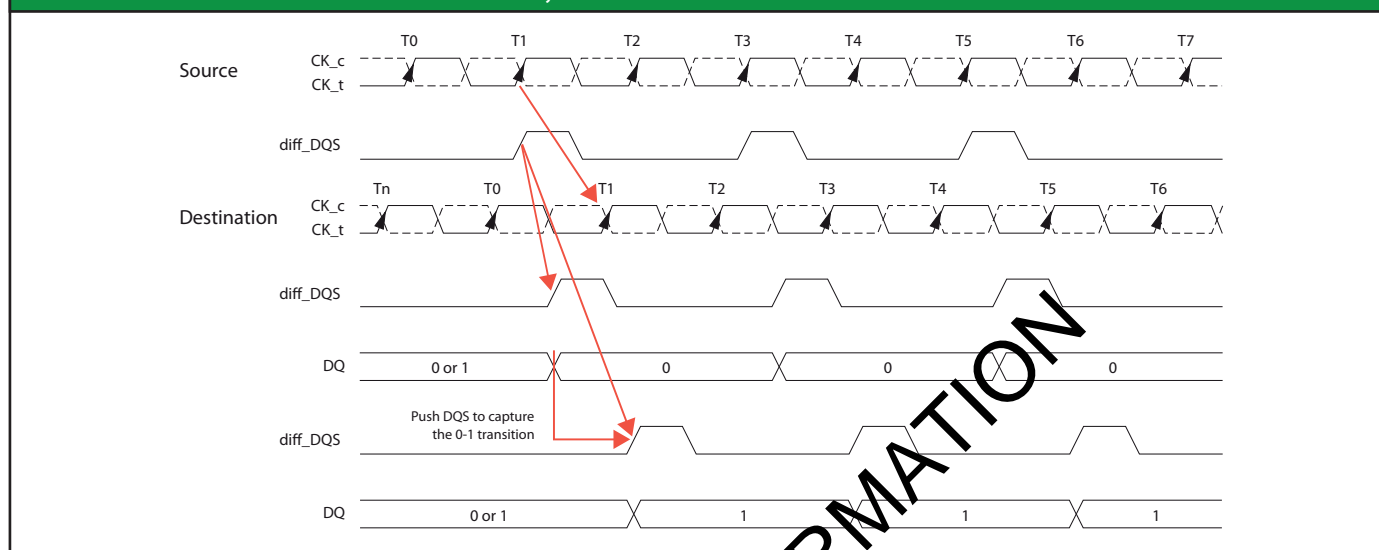 T0 T1 T2 T3 T4 T5 T6 T7
Source
CK_c
CK_t
diff_DQS
Tn T0 T1 T2 T3 T4 T5 T6
Destination
CK_c
CK_t
diff_DQS
DQ 0 or 1 0 0 0
Push DQS to capture
the 0-1 transition
diff_DQS
DQ 0 or 1 1 1 1
RMATION